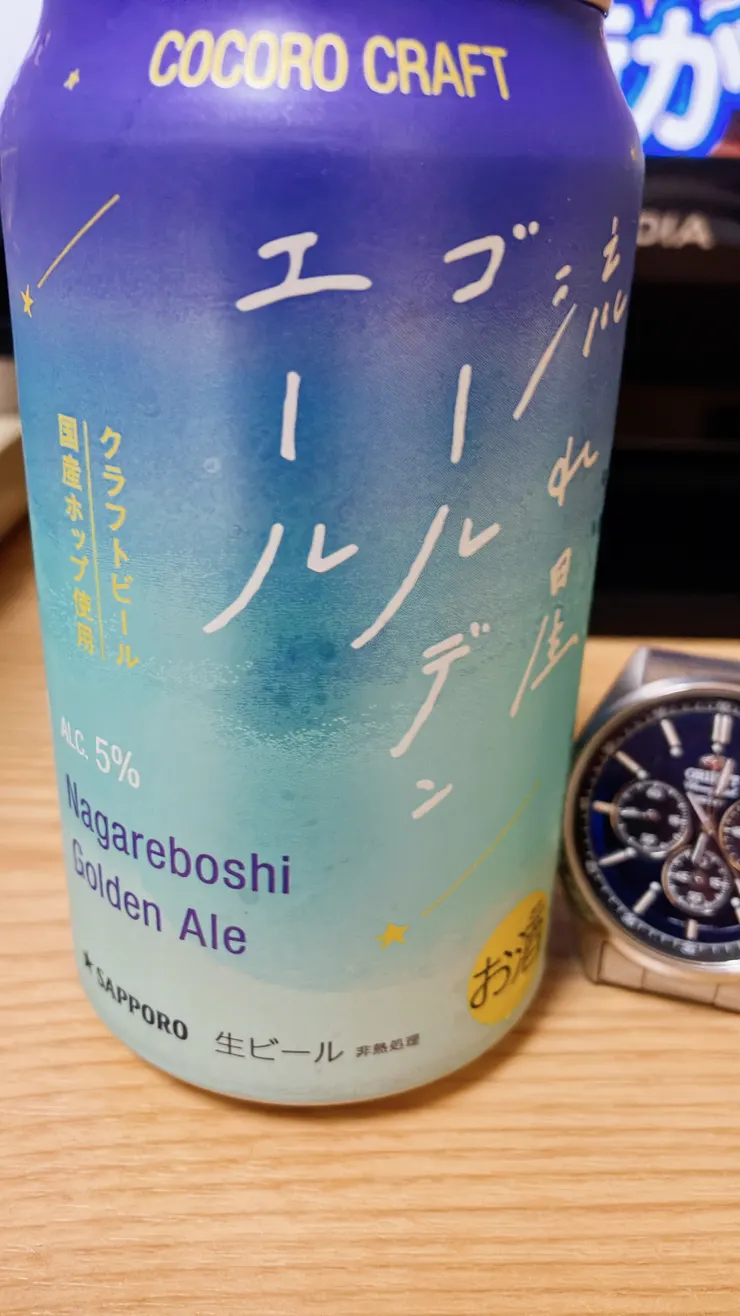 COCORO CRAFT
流れ星
ゴールデン
エール
クラフトビール
国産ホップ使用
ALC. 5%
Nagareboshi
Golden Ale
SAPPORO
生ビール 非熱処理
お酒
か
DIA